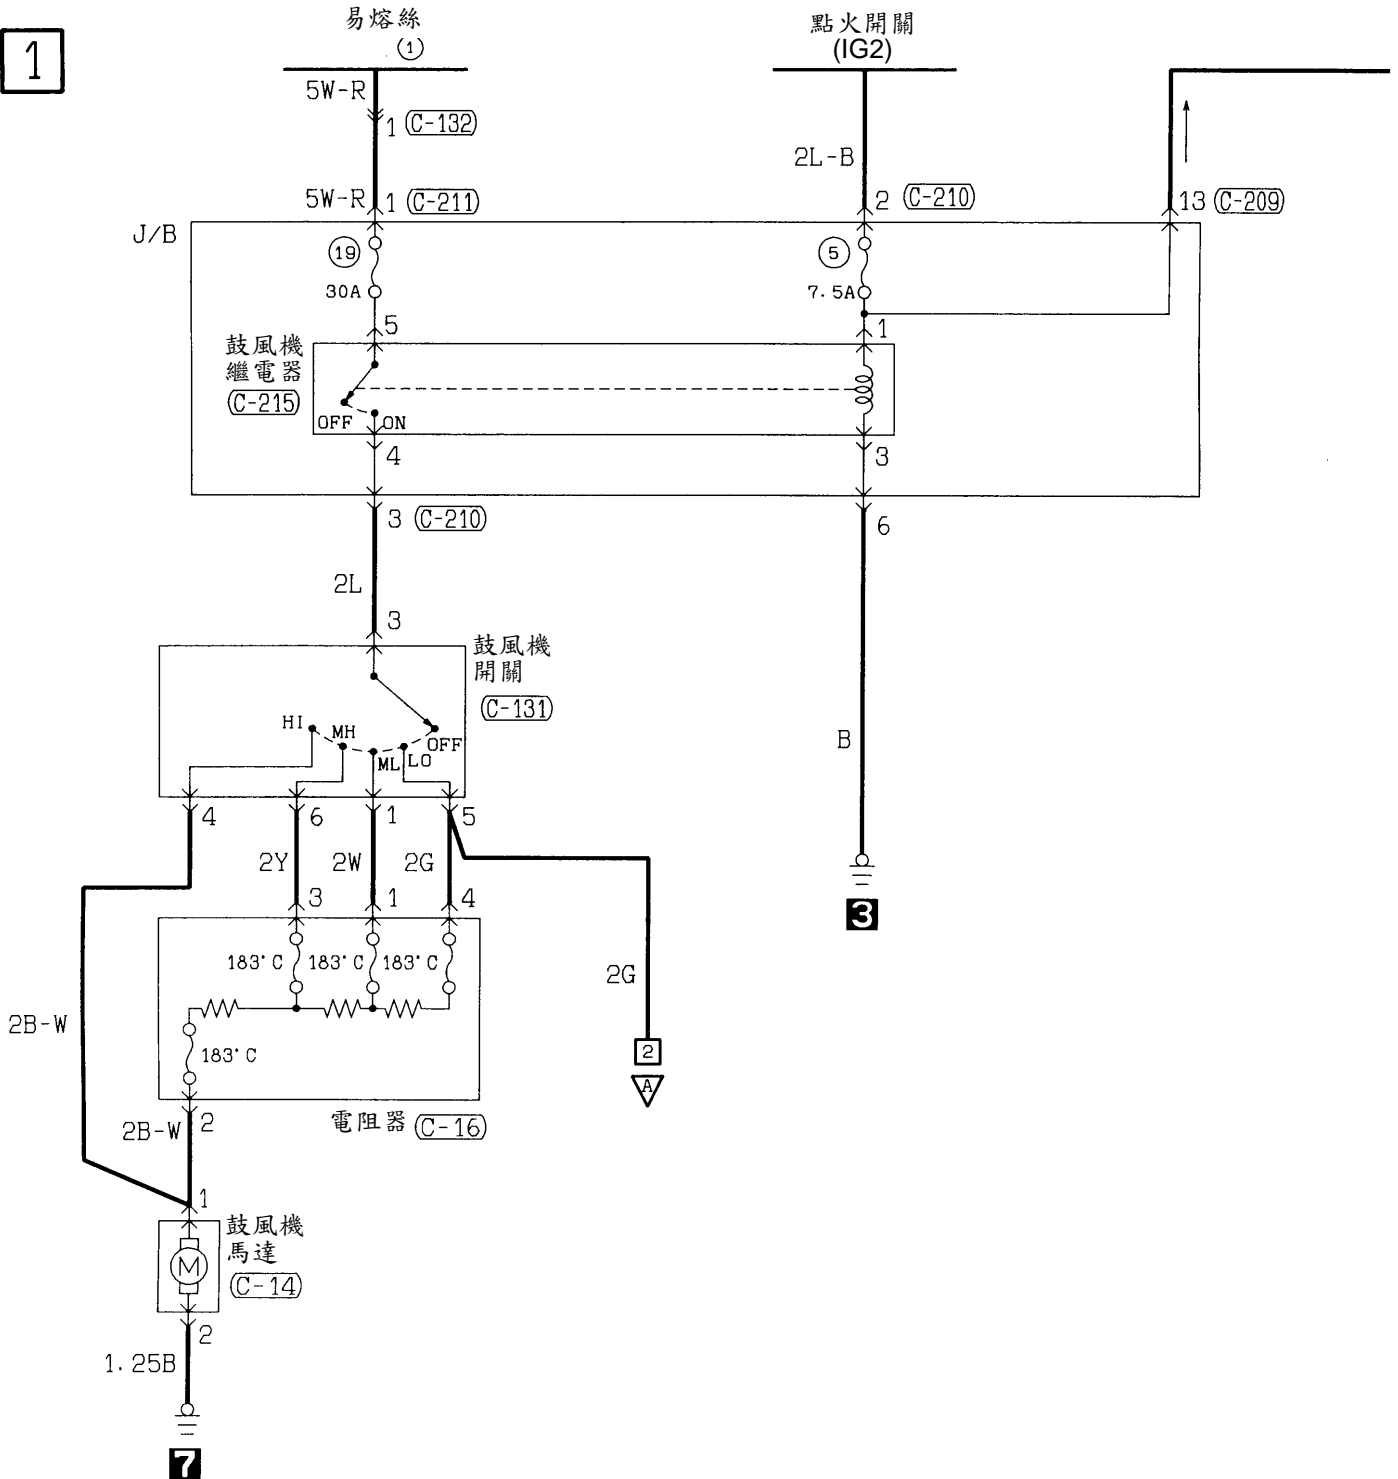 1
易熔絲
1
點火開關
(IG2)
5W-R
1 C-132
2L-B
5W-R 1 C-211
2 C-210
13 C-209
J/B
19
30A
5
7.5A
5
1
鼓風機
繼電器
C-215
OFF
ON
4
3
3 C-210
6
2L
3
鼓風機
開關
C-131
HI
MH
ML
LO
OFF
B
4
6
1
5
2Y
2W
2G
3
1
4
3
183°C
183°C
183°C
2G
2B-W
183°C
2
A
電阻器 C-16
2B-W
2
1
鼓風機
馬達
C-14
M
2
1.25B
7